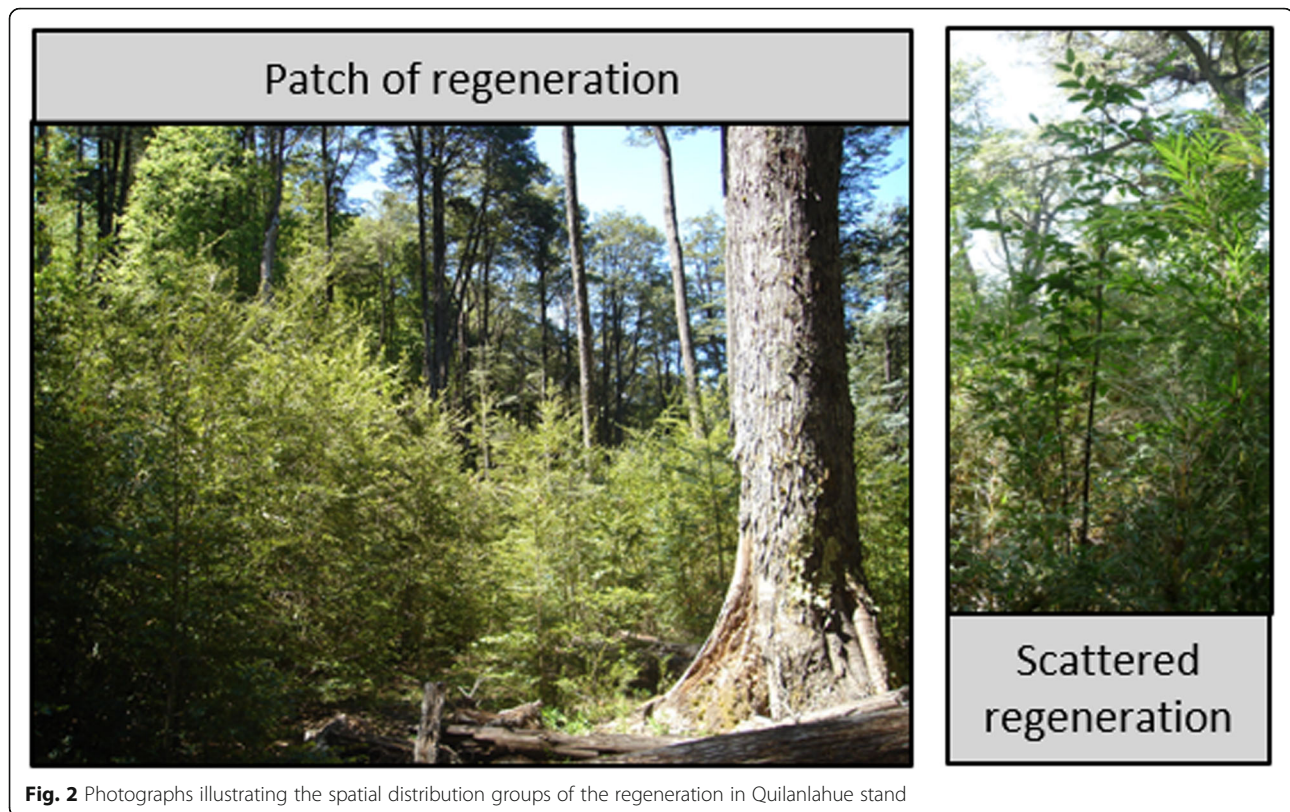 Patch of regeneration
Scattered
regeneration
Fig. 2 Photographs illustrating the spatial distribution groups of the regeneration in Quilanlahue stand